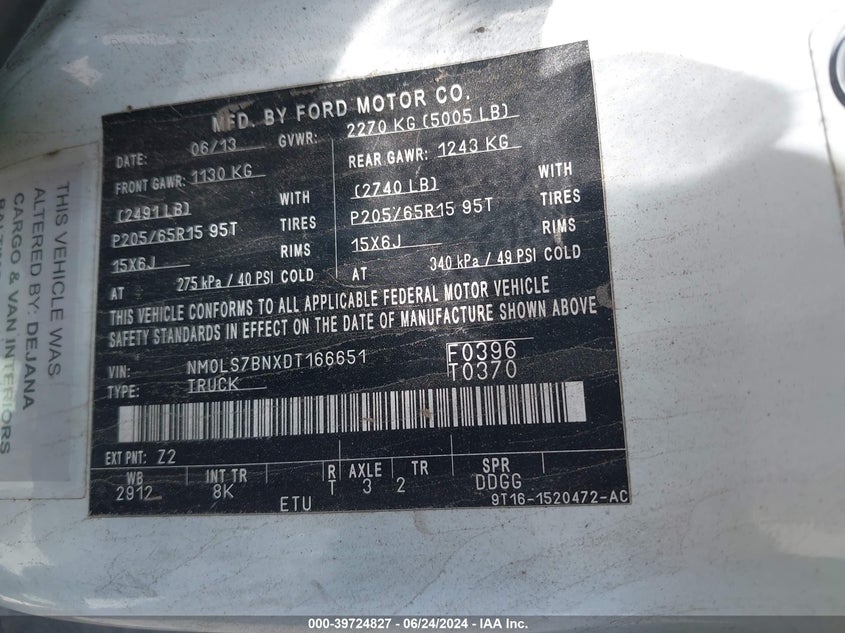 MFD. BY FORD MOTOR CO.
DATE: 06/13 GVWR: 2270 KG (5005 LB)
FRONT GAWR: 1130 KG REAR GAWR: 1243 KG
(2491 LB) WITH (2740 LB) WITH
P205/65R15 95T TIRES P205/65R15 95T TIRES
15X6J RIMS 15X6J RIMS
AT 275 kPa / 40 PSI COLD AT 340 kPa / 49 PSI COLD
THIS VEHICLE CONFORMS TO ALL APPLICABLE FEDERAL MOTOR VEHICLE
SAFETY STANDARDS IN EFFECT ON THE DATE OF MANUFACTURE SHOWN ABOVE
VIN: NM0LS7BNXDT166651 F0396
TYPE: TRUCK T0370
EXT PNT: Z2
WB INT TR R AXLE TR SPR
2912 8K T 3 2 DDGG
ETU 9T16-1520472-AC
THIS VEHICLE WAS
ALTERED BY: DEJANA
CARGO & VAN INTERIORS
000-39724827 - 06/24/2024 - IAA Inc.